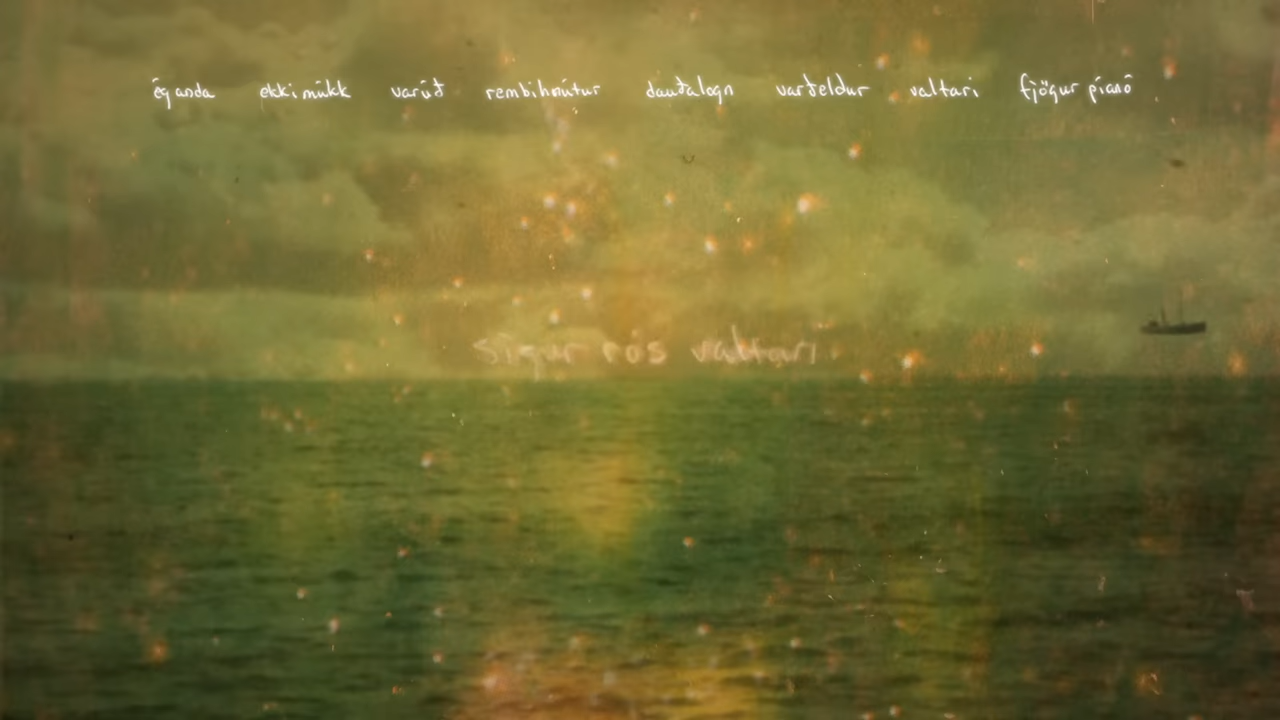 ég anda ekki múkk varúð rembihnútur dauðalogn varðeldur valtari fjögur píanó
sigur rós valtari